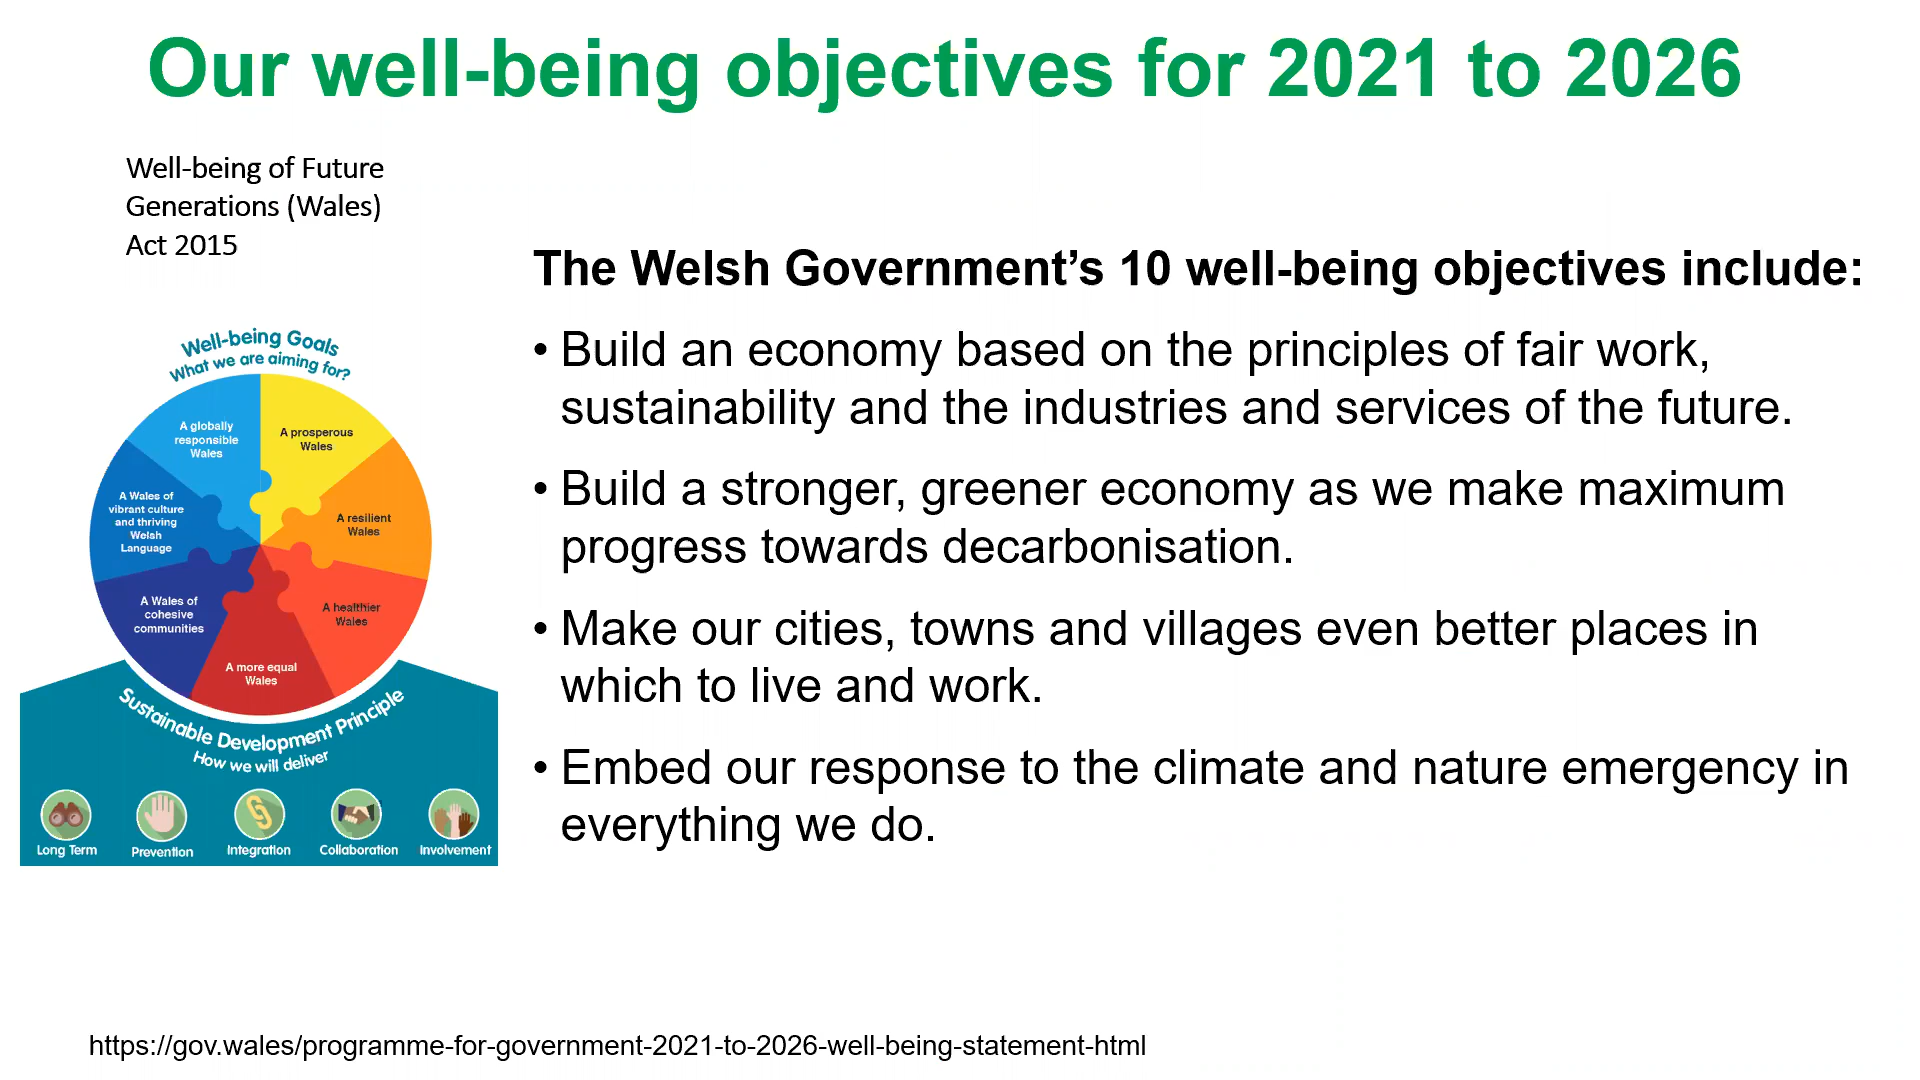 Our well-being objectives for 2021 to 2026
Well-being of Future
Generations (Wales)
Act 2015
Well-being Goals
What we are aiming for?
A globally
responsible
Wales
A prosperous
Wales
A Wales of
vibrant culture
and thriving
Welsh
Language
A resilient
Wales
A Wales of
cohesive
communities
A healthier
Wales
A more equal
Wales
Sustainable Development Principle
How we will deliver
Long Term
Prevention
Integration
Collaboration
Involvement
The Welsh Government’s 10 well-being objectives include:
• Build an economy based on the principles of fair work,
sustainability and the industries and services of the future.
• Build a stronger, greener economy as we make maximum
progress towards decarbonisation.
• Make our cities, towns and villages even better places in
which to live and work.
• Embed our response to the climate and nature emergency in
everything we do.
https://gov.wales/programme-for-government-2021-to-2026-well-being-statement-html